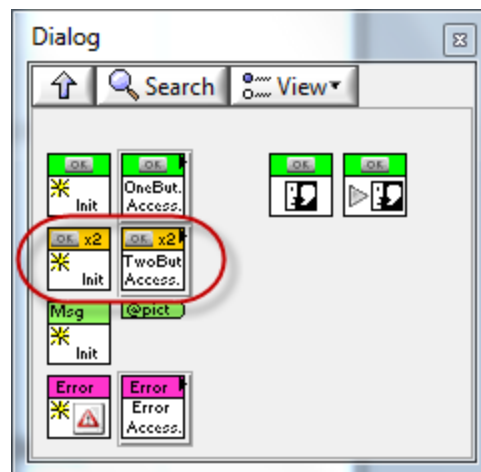 Dialog
Search View
OK OK OK OK
Init OneBut. Access.
OK x2 OK x2
Init TwoBut Access.
Msg @pict
Init
Error Error
Error Access.